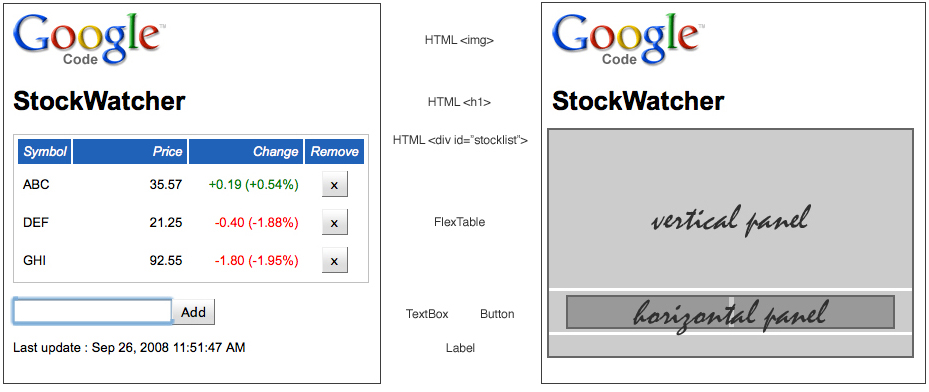 Google™
Code
StockWatcher
Symbol Price Change Remove
ABC 35.57 +0.19 (+0.54%) x
DEF 21.25 -0.40 (-1.88%) x
GHI 92.55 -1.80 (-1.95%) x
Add
Last update : Sep 26, 2008 11:51:47 AM
HTML <img>
HTML <h1>
HTML <div id="stocklist">
FlexTable
TextBox Button
Label
Google™
Code
StockWatcher
vertical panel
horizontal panel